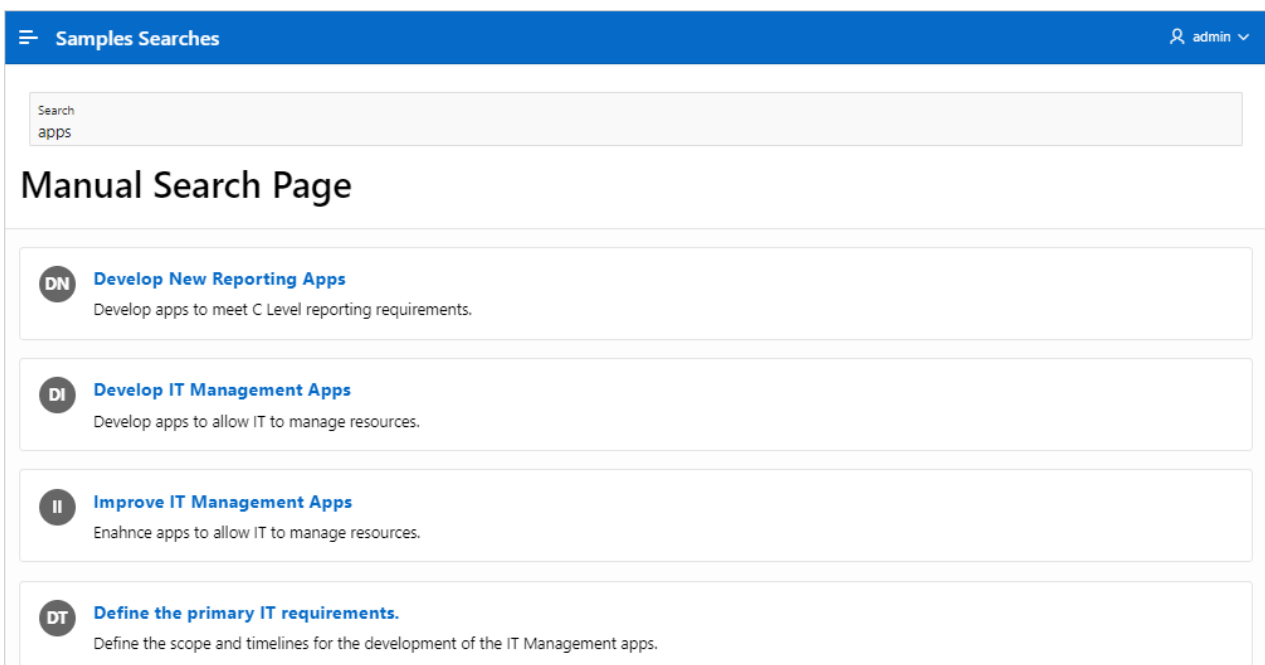 Samples Searches
admin
Search
apps
Manual Search Page
DN
Develop New Reporting Apps
Develop apps to meet C Level reporting requirements.
DI
Develop IT Management Apps
Develop apps to allow IT to manage resources.
II
Improve IT Management Apps
Enahnce apps to allow IT to manage resources.
DT
Define the primary IT requirements.
Define the scope and timelines for the development of the IT Management apps.